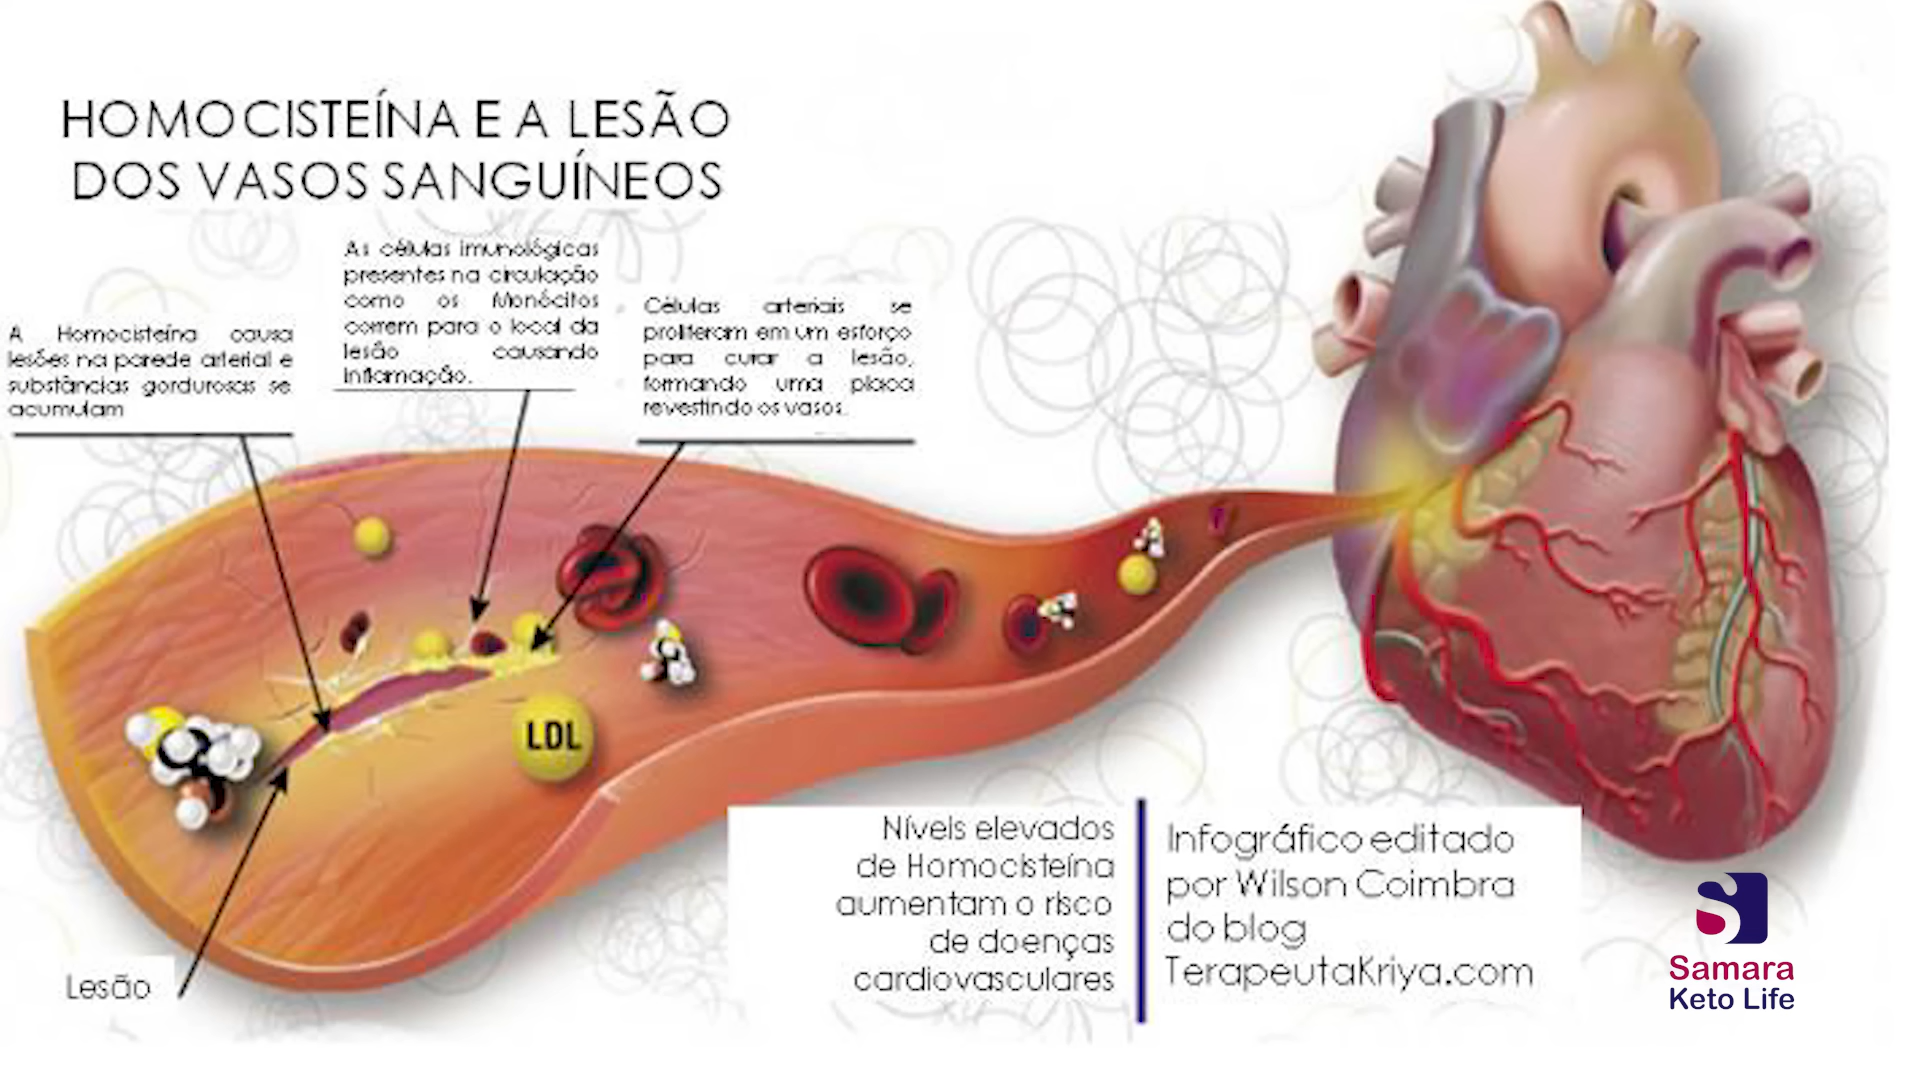 HOMOCISTEÍNA E A LESÃO
DOS VASOS SANGUÍNEOS
As células imunológicas
presentes na circulação
como os Monócitos
correm para o local da
lesão causando
inflamação.
Células arteriais se
proliferam em um esforço
para curar a lesão,
formando uma placa
revestindo os vasos.
A Homocisteína causa
lesões na parede arterial e
substâncias gordurosas se
acumulam
LDL
Lesão
Níveis elevados
de Homocisteína
aumentam o risco
de doenças
cardiovasculares
Infográfico editado
por Wilson Coimbra
do blog
TerapeutaKriya.com
Samara
Keto Life